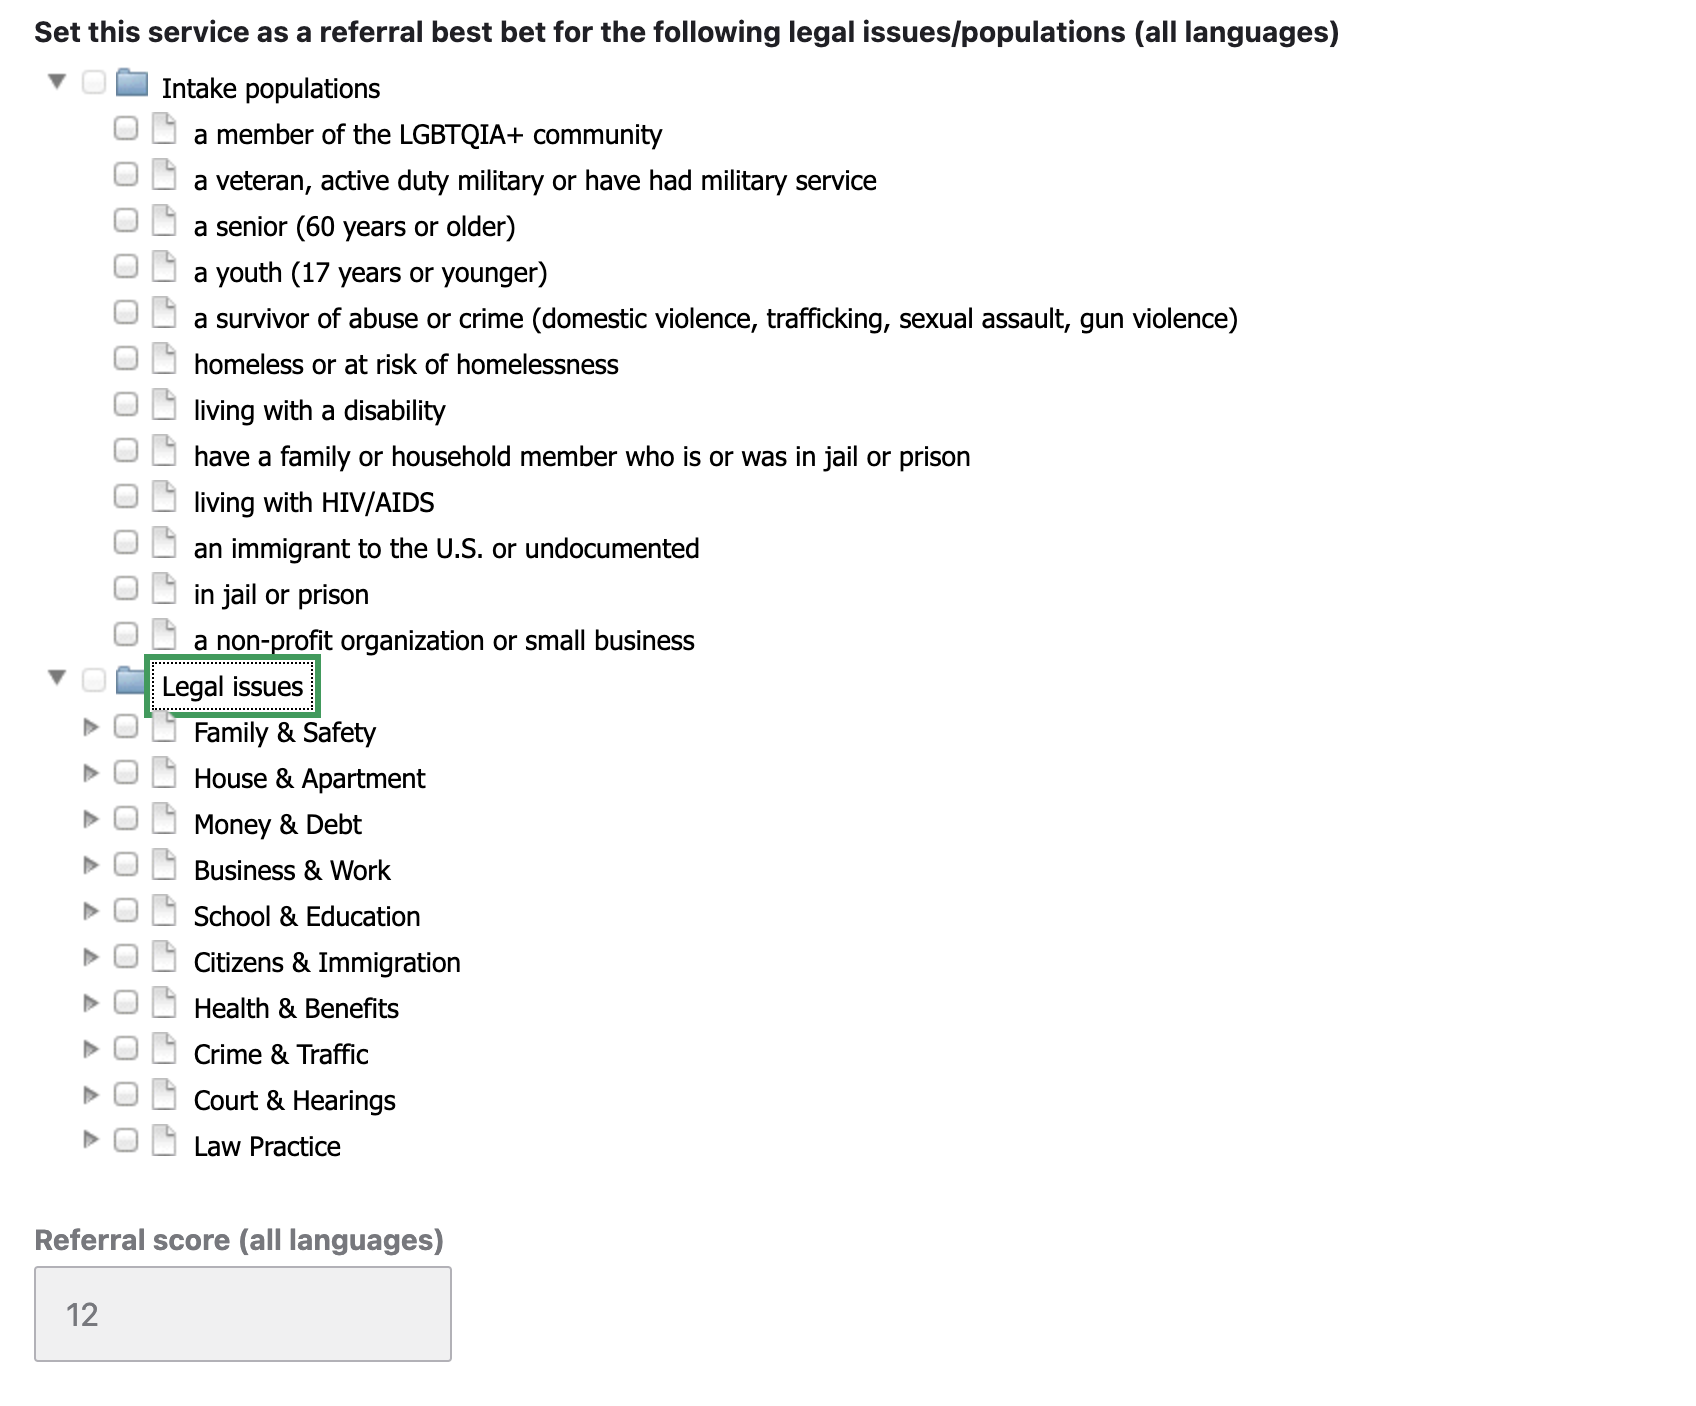 Set this service as a referral best bet for the following legal issues/populations (all languages)
Intake populations
a member of the LGBTQIA+ community
a veteran, active duty military or have had military service
a senior (60 years or older)
a youth (17 years or younger)
a survivor of abuse or crime (domestic violence, trafficking, sexual assault, gun violence)
homeless or at risk of homelessness
living with a disability
have a family or household member who is or was in jail or prison
living with HIV/AIDS
an immigrant to the U.S. or undocumented
in jail or prison
a non-profit organization or small business
Legal issues
Family & Safety
House & Apartment
Money & Debt
Business & Work
School & Education
Citizens & Immigration
Health & Benefits
Crime & Traffic
Court & Hearings
Law Practice
Referral score (all languages)
12